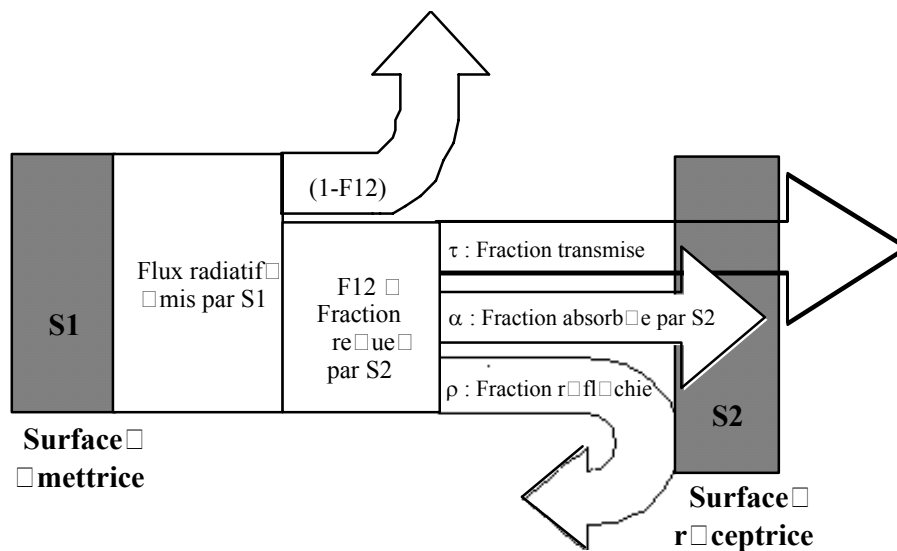 (1-F12)
τ : Fraction transmise
Flux radiatif□
□mis par S1
F12 □
Fraction
re□ue□
par S2
S1
α : Fraction absorb□e par S2
ρ : Fraction r□fl□chie
S2
Surface□
□mettrice
Surface□
r□ceptrice